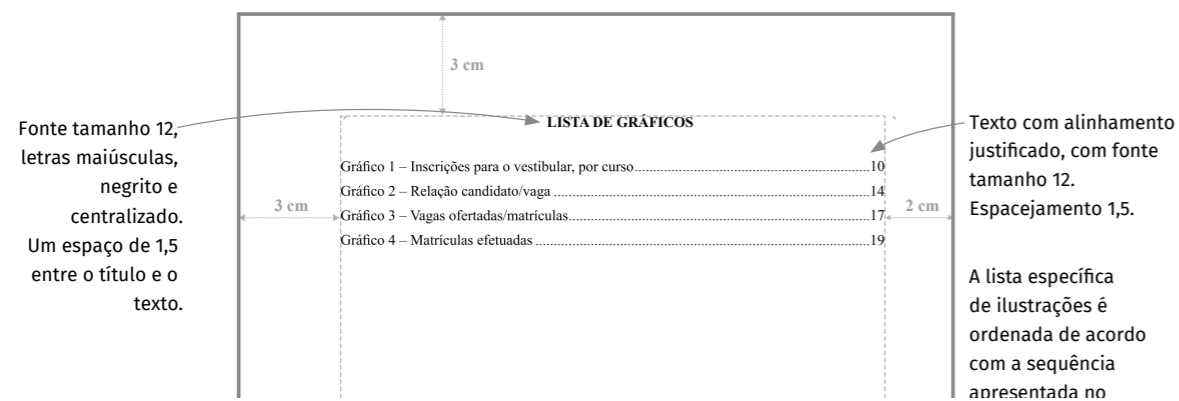 3 cm
Fonte tamanho 12,
letras maiúsculas,
negrito e
centralizado.
Um espaço de 1,5
entre o título e o
texto.
LISTA DE GRÁFICOS
Gráfico 1 – Inscrições para o vestibular, por curso 10
Gráfico 2 – Relação candidato/vaga 14
Gráfico 3 – Vagas ofertadas/matrículas 17
Gráfico 4 – Matrículas efetuadas 19
3 cm
2 cm
Texto com alinhamento
justificado, com fonte
tamanho 12.
Espacejamento 1,5.
A lista específica
de ilustrações é
ordenada de acordo
com a sequência
apresentada no